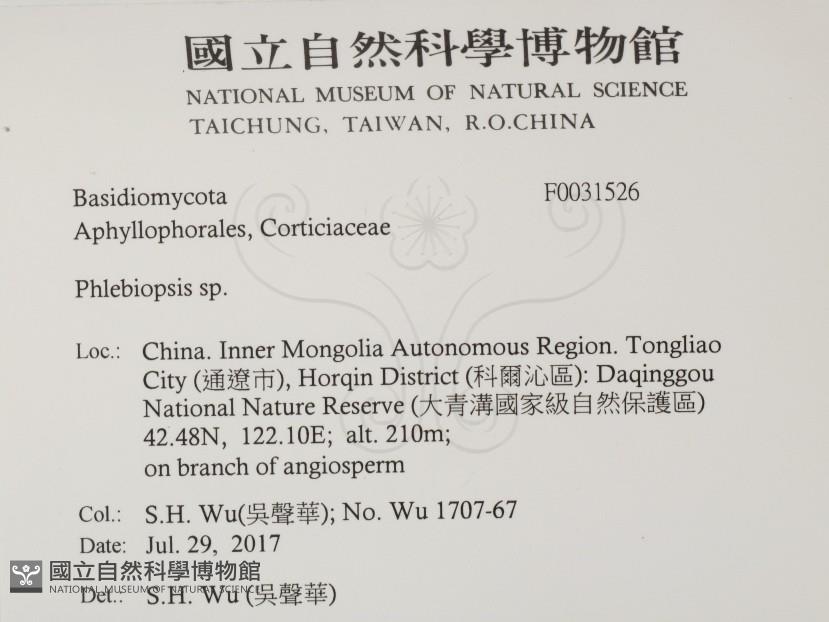 國立自然科學博物館
NATIONAL MUSEUM OF NATURAL SCIENCE
TAICHUNG, TAIWAN, R.O.CHINA
Basidiomycota F0031526
Aphyllophorales, Corticiaceae
Phlebiopsis sp.
Loc.: China. Inner Mongolia Autonomous Region. Tongliao
City (通遼市), Horqin District (科爾沁區): Daqinggou
National Nature Reserve (大青溝國家級自然保護區)
42.48N, 122.10E; alt. 210m;
on branch of angiosperm
Col.: S.H. Wu(吳聲華); No. Wu 1707-67
Date: Jul. 29, 2017
國立自然科學博物館
NATIONAL MUSEUM OF NATURAL SCIENCE
Det.: S.H. Wu (吳聲華)